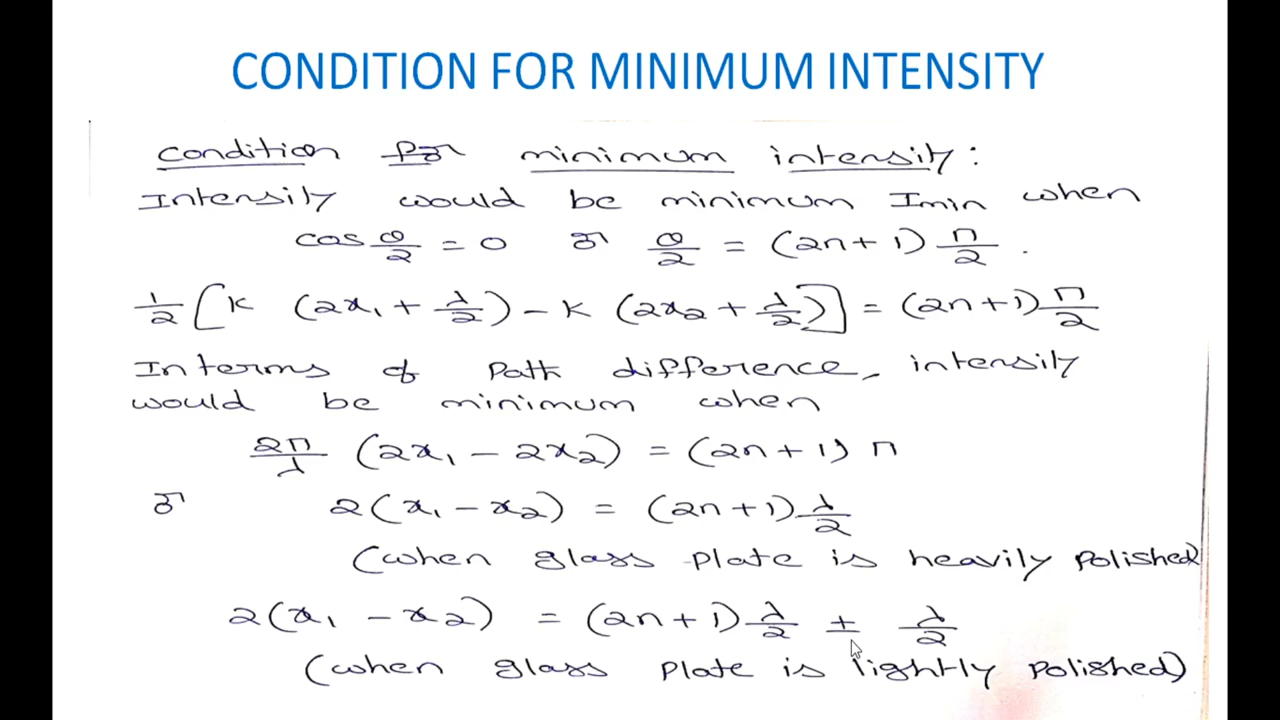 CONDITION FOR MINIMUM INTENSITY
Condition for minimum intensity:
Intensity would be minimum Imin when
cos θ/2 = 0 or θ/2 = (2n+1) π/2 .
1/2 [K (2x₁ + λ/2) - K (2x₂ + λ/2)] = (2n+1) π/2
Interms of Path difference, intensity
would be minimum when
2π/λ (2x₁ - 2x₂) = (2n+1) π
or 2(x₁ - x₂) = (2n+1) λ/2
(when glass plate is heavily polished
2(x₁ - x₂) = (2n+1) λ/2 ± λ/2
(when glass plate is lightly polished)